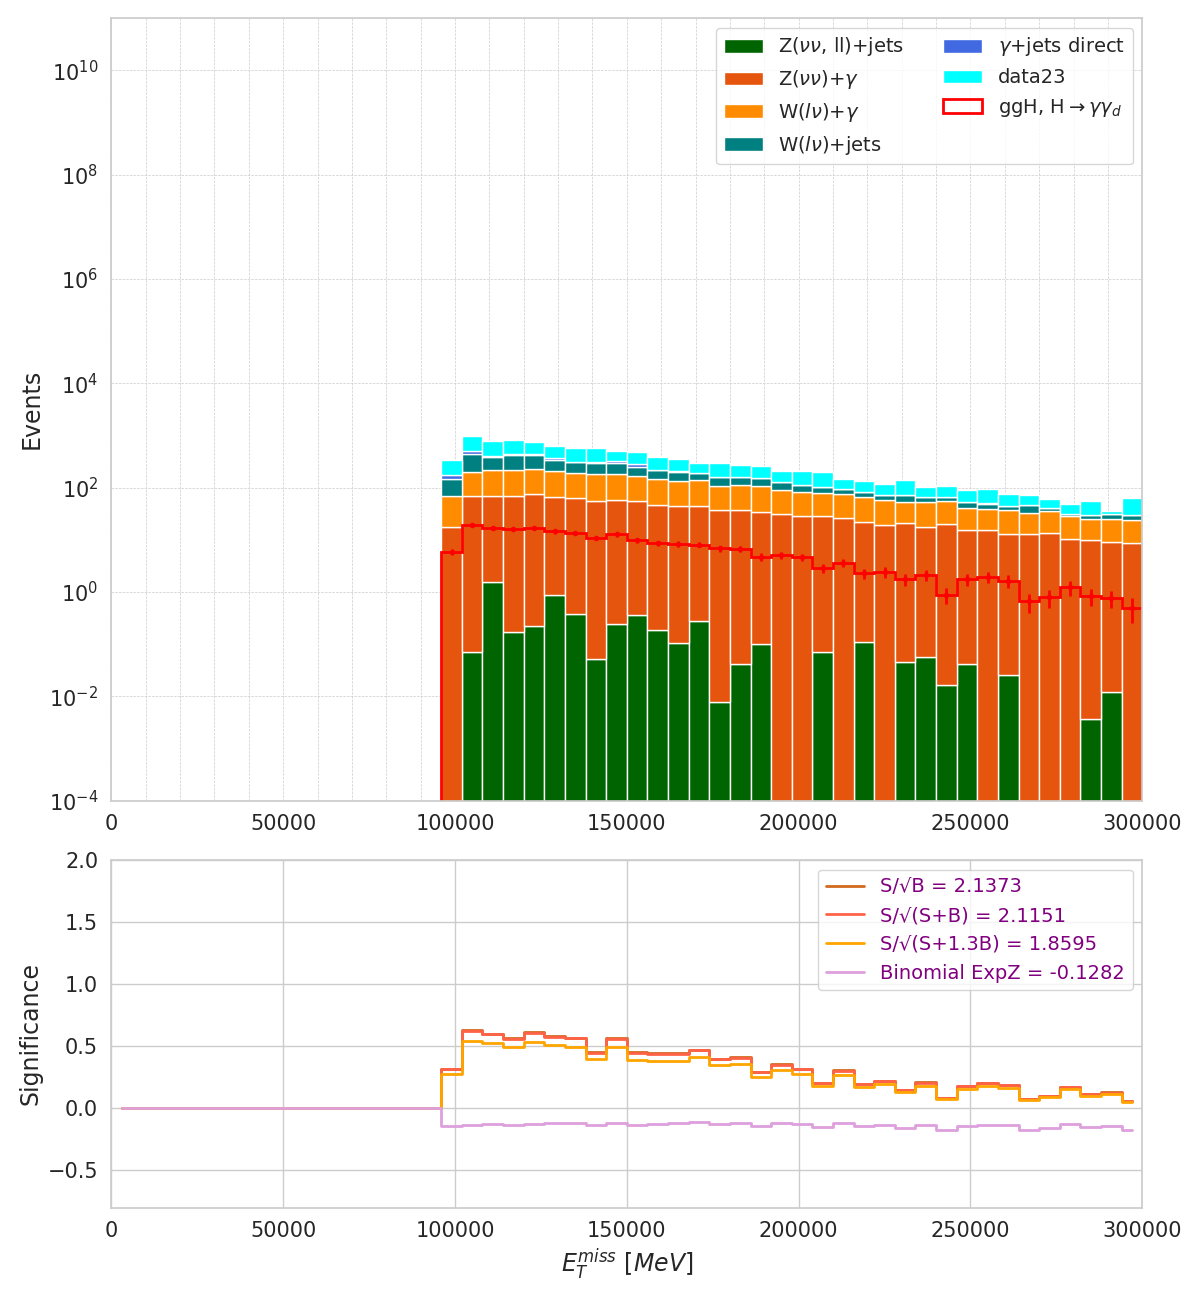 Z(νν, ll)+jets
Z(νν)+γ
W(lν)+γ
W(lν)+jets
γ+jets direct
data23
ggH, H→γγ_d
Events
10^10
10^8
10^6
10^4
10^2
10^0
10^−2
10^−4
0 50000 100000 150000 200000 250000 300000
S/√B = 2.1373
S/√(S+B) = 2.1151
S/√(S+1.3B) = 1.8595
Binomial ExpZ = -0.1282
Significance
2.0
1.5
1.0
0.5
0.0
−0.5
0 50000 100000 150000 200000 250000 300000
E_T^miss [MeV]